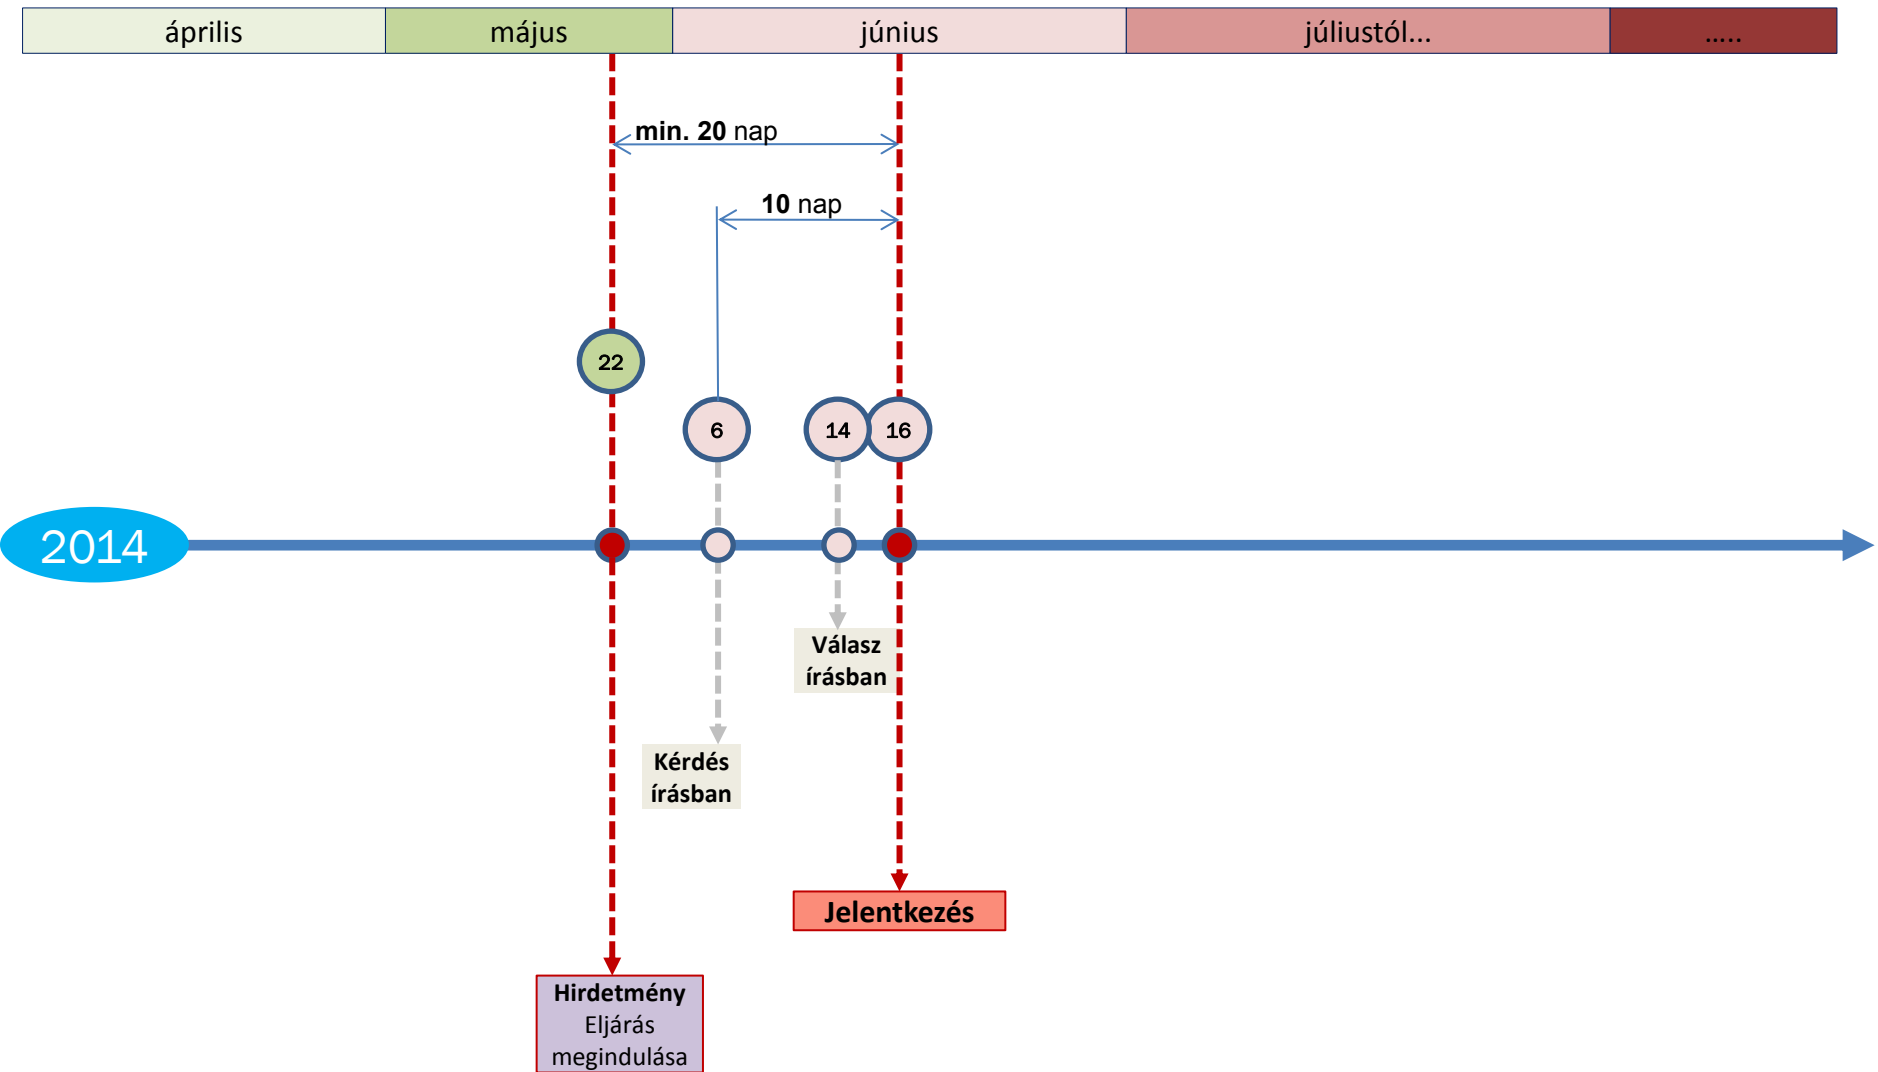 április május június júliustól... .....
min. 20 nap
10 nap
22
6 14 16
2014
Válasz
írásban
Kérdés
írásban
Jelentkezés
Hirdetmény
Eljárás
megindulása